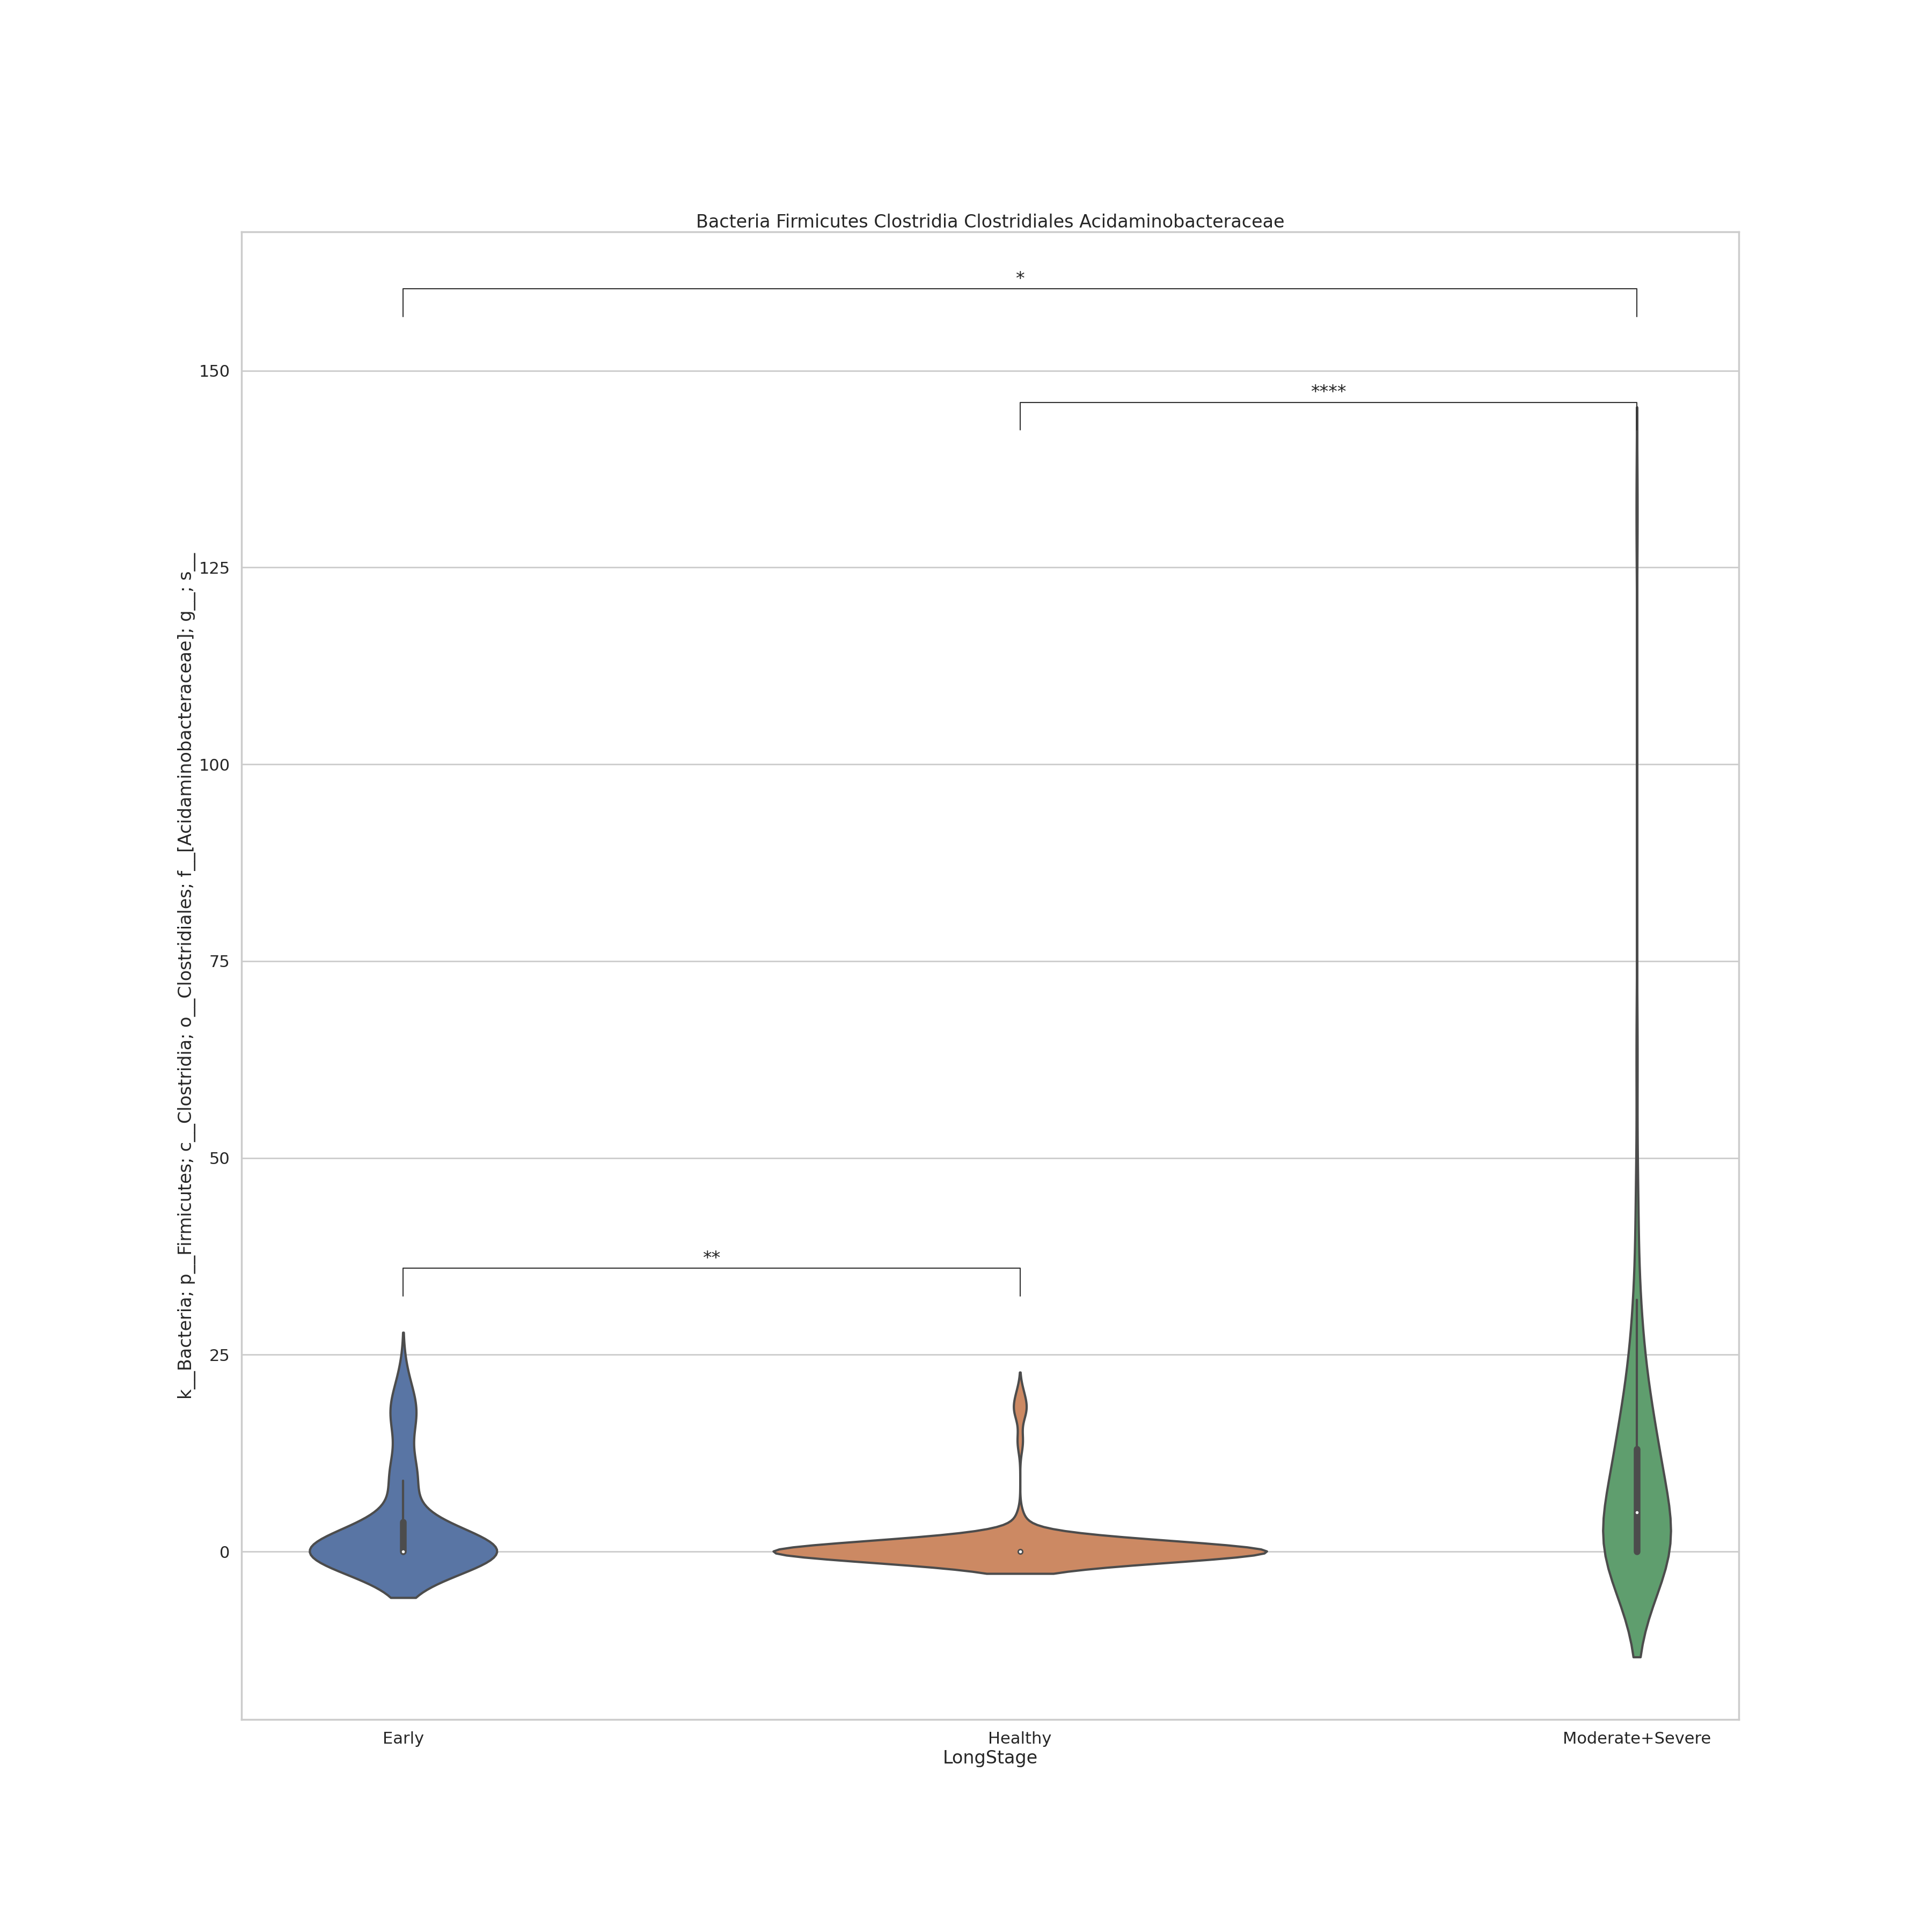 Bacteria Firmicutes Clostridia Clostridiales Acidaminobacteraceae
*
150
****
k__Bacteria; p__Firmicutes; c__Clostridia; o__Clostridiales; f__[Acidaminobacteraceae]; g__; s__
125
100
75
50
**
25
0
Early Healthy Moderate+Severe
LongStage